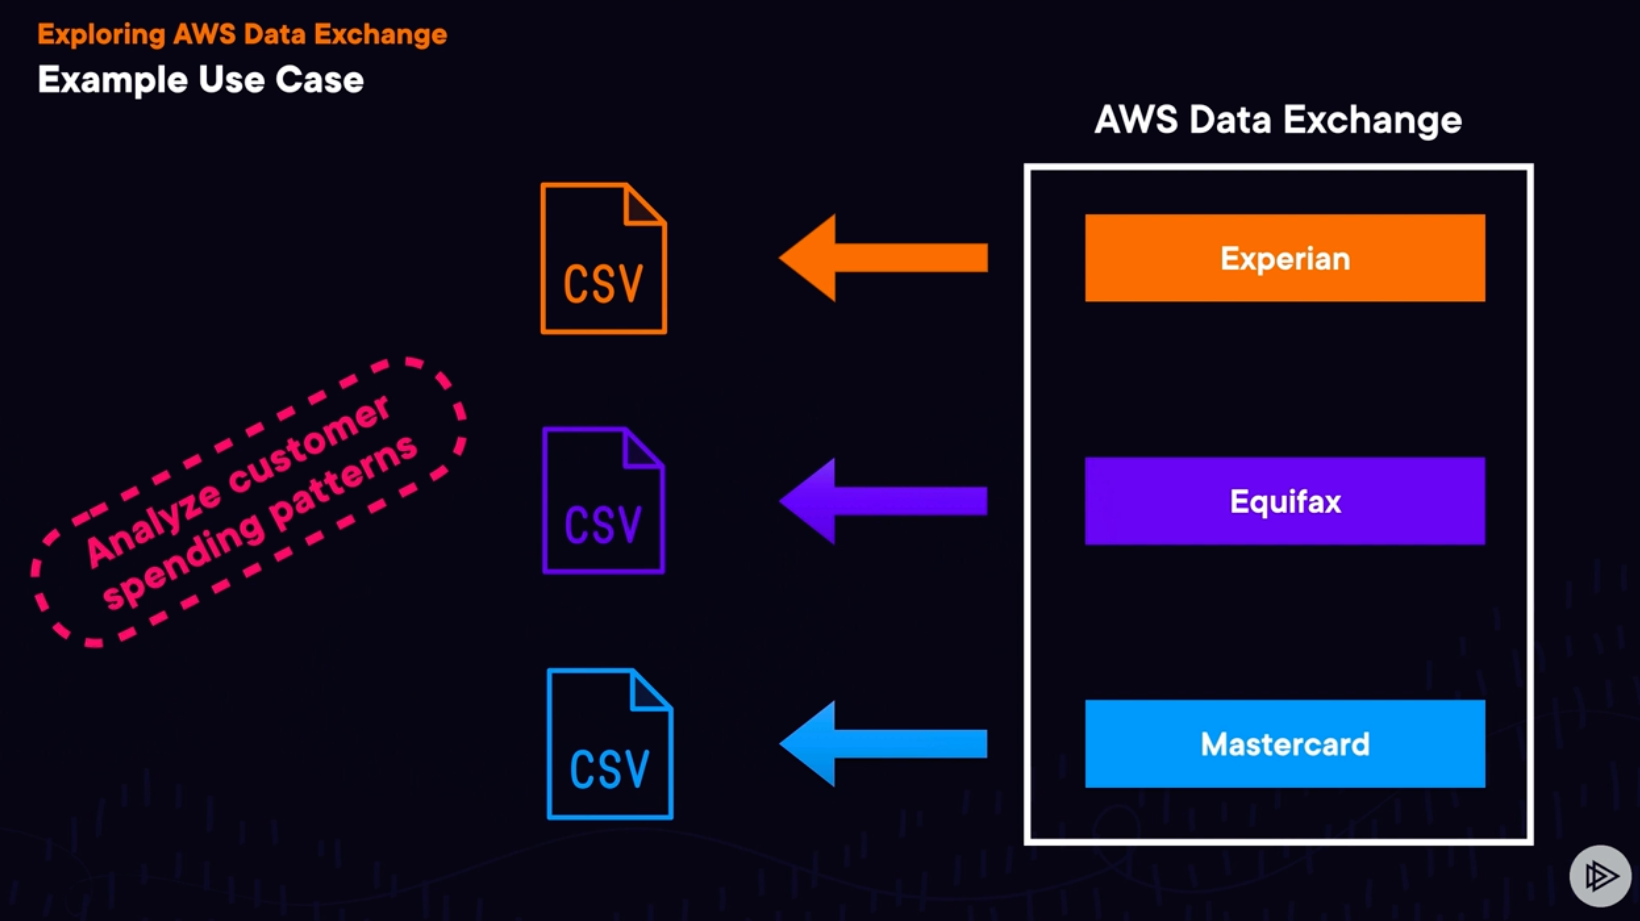 Exploring AWS Data Exchange
Example Use Case
AWS Data Exchange
CSV
Experian
Analyze customer
spending patterns
CSV
Equifax
CSV
Mastercard